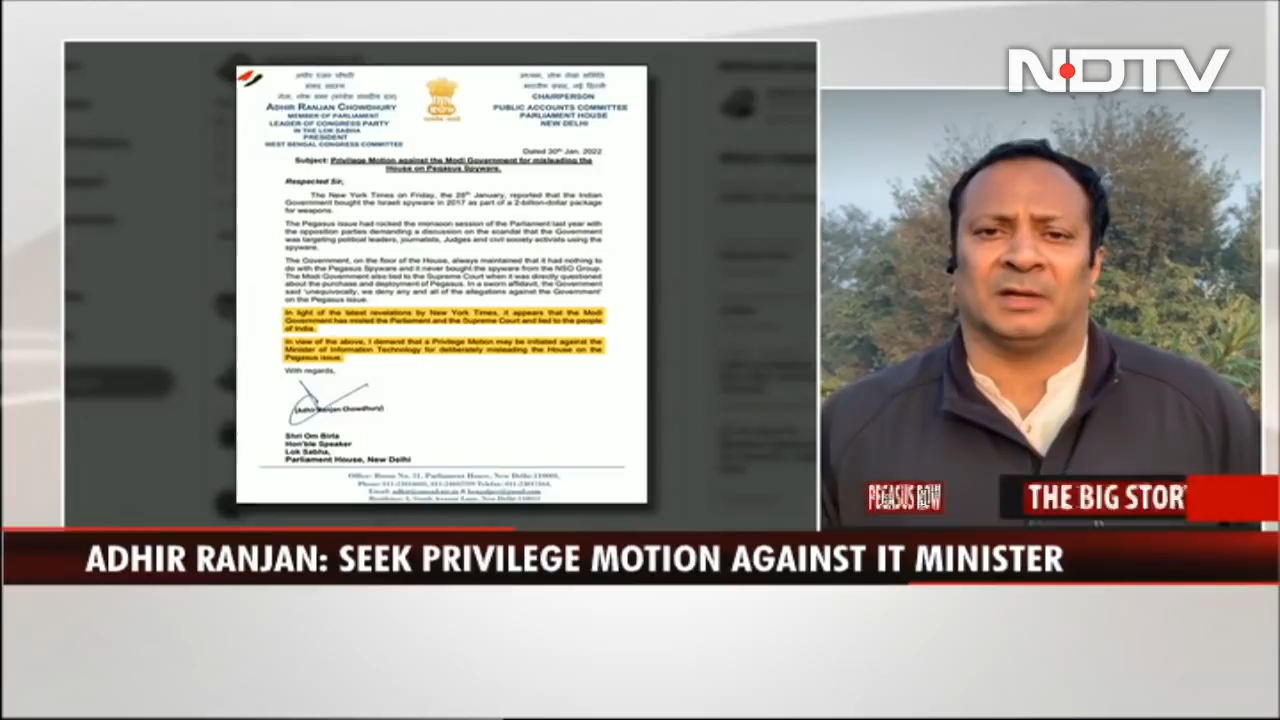 NDTV
अधीर रंजन चौधरी
संसद सदस्य
ADHIR RANJAN CHOWDHURY
MEMBER OF PARLIAMENT
LEADER OF CONGRESS PARTY
IN THE LOK SABHA
PRESIDENT
WEST BENGAL CONGRESS COMMITTEE
CHAIRPERSON
PUBLIC ACCOUNTS COMMITTEE
PARLIAMENT HOUSE
NEW DELHI
Dated 30th Jan. 2022
Subject: Privilege Motion against the Modi Government for misleading the
House on Pegasus Spyware.
Respected Sir,
The New York Times on Friday, the 28th January, reported that the Indian
Government bought the Israeli spyware in 2017 as part of a 2-billion-dollar package
for weapons.
The Pegasus issue had rocked the monsoon session of the Parliament last year with
the opposition parties demanding a discussion on the scandal that the Government
was targeting political leaders, journalists, Judges and civil society activists using the
spyware.
The Government, on the floor of the House, always maintained that it had nothing to
do with the Pegasus Spyware and it never bought the spyware from the NSO Group.
The Modi Government also lied to the Supreme Court when it was directly questioned
about the purchase and deployment of Pegasus. In a sworn affidavit, the Government
said 'unequivocally, we deny any and all of the allegations against the Government'
on the Pegasus issue.
In light of the latest revelations by New York Times, it appears that the Modi
Government has misled the Parliament and the Supreme Court and lied to the people
of India.
In view of the above, I demand that a Privilege Motion may be initiated against the
Minister of Information Technology for deliberately misleading the House on the
Pegasus issue.
With regards,
(Adhir Ranjan Chowdhury)
Shri Om Birla
Hon'ble Speaker
Lok Sabha,
Parliament House, New Delhi
PEGASUS ROW
THE BIG STOR
ADHIR RANJAN: SEEK PRIVILEGE MOTION AGAINST IT MINISTER